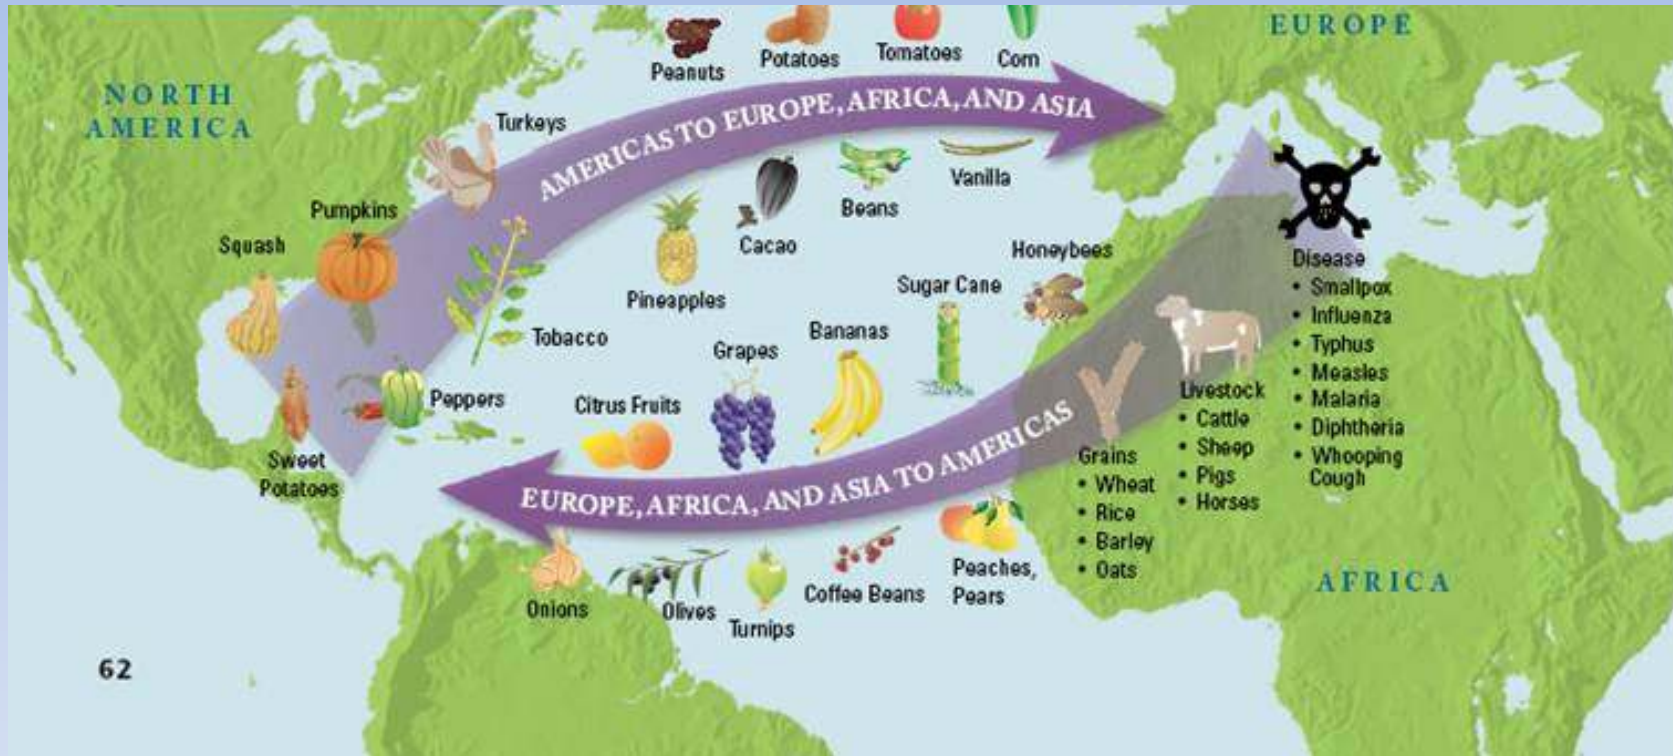 EUROPE
NORTH
AMERICA
Peanuts
Potatoes
Tomatoes
Corn
Turkeys
AMERICAS TO EUROPE, AFRICA, AND ASIA
Pumpkins
Squash
Pineapples
Cacao
Beans
Vanilla
Tobacco
Peppers
Sweet
Potatoes
Honeybees
Sugar Cane
Bananas
Grapes
Citrus Fruits
EUROPE, AFRICA, AND ASIA TO AMERICAS
Onions
Olives
Turnips
Coffee Beans
Peaches,
Pears
Grains
• Wheat
• Rice
• Barley
• Oats
Livestock
• Cattle
• Sheep
• Pigs
• Horses
Disease
• Smallpox
• Influenza
• Typhus
• Measles
• Malaria
• Diphtheria
• Whooping
Cough
AFRICA
62